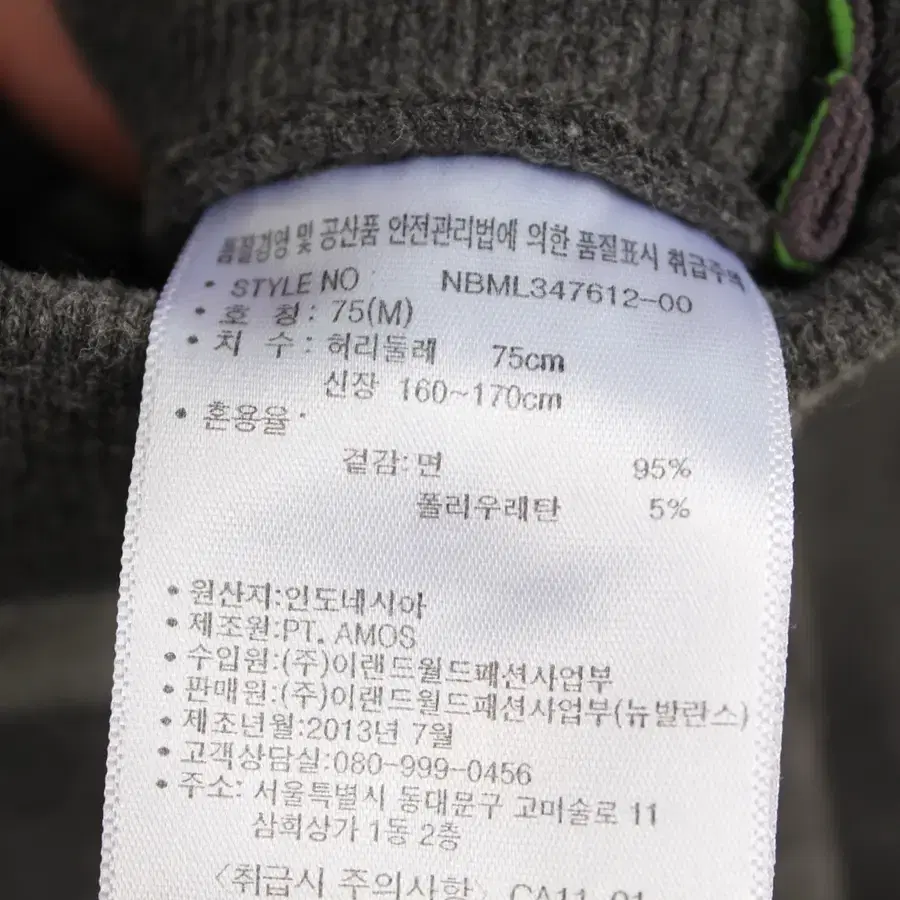 품질경영 및 공산품 안전관리법에 의한 품질표시 취급주의
• STYLE NO NBML347612-00
• 호 칭 : 75(M)
• 치 수 : 허리둘레 75cm
신장 160~170cm
• 혼용율 :
겉감: 면 95%
폴리우레탄 5%
• 원산지:인도네시아
• 제조원:PT. AMOS
• 수입원:(주)이랜드월드패션사업부
• 판매원:(주)이랜드월드패션사업부(뉴발란스)
• 제조년월:2013년 7월
• 고객상담실:080-999-0456
• 주소: 서울특별시 동대문구 고미술로 11
삼희상가 1동 2층
<취급시 주의사항> CA11-01